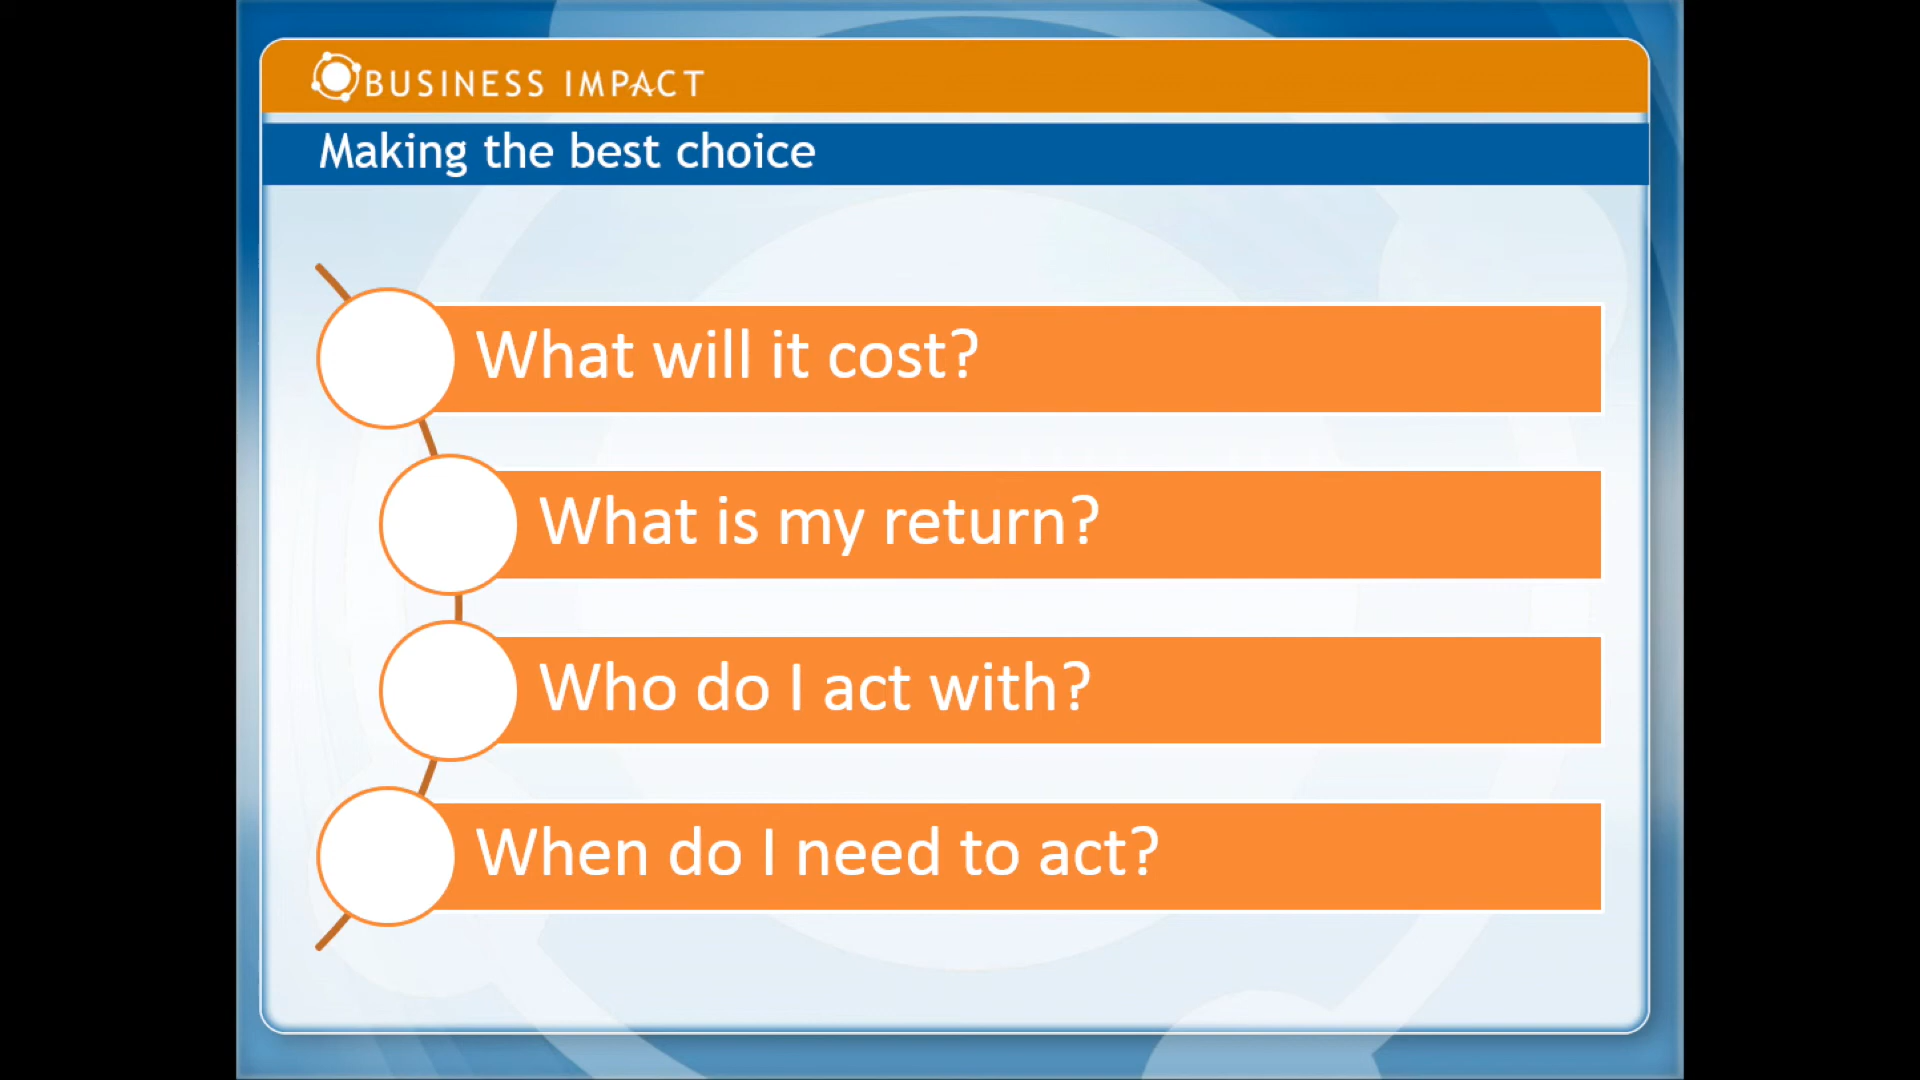 BUSINESS IMPACT
Making the best choice
What will it cost?
What is my return?
Who do I act with?
When do I need to act?